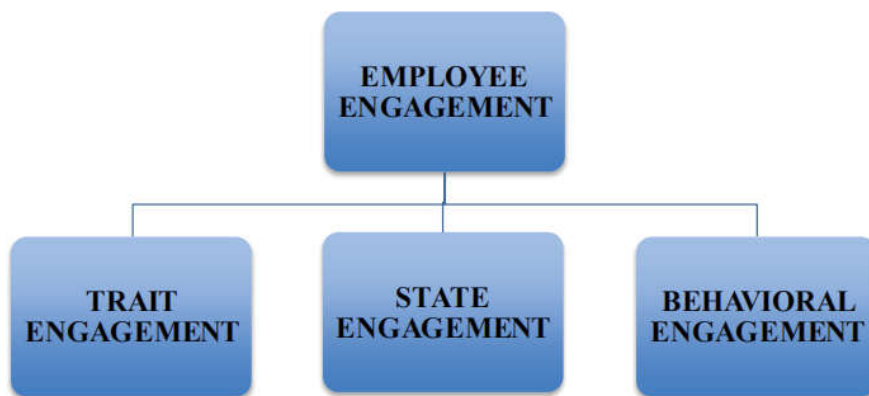 EMPLOYEE
ENGAGEMENT
TRAIT
ENGAGEMENT
STATE
ENGAGEMENT
BEHAVIORAL
ENGAGEMENT